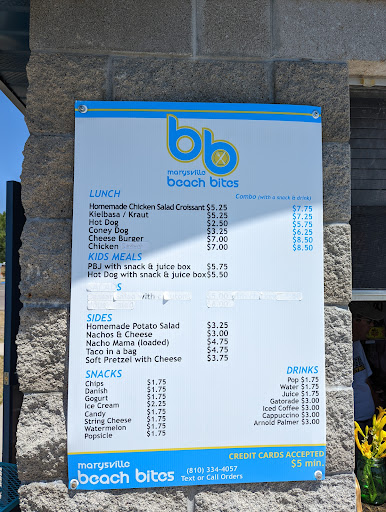 bb
marysville
beach bites
LUNCH Combo (with a snack & drink)
Homemade Chicken Salad Croissant $5.25 $7.75
Kielbasa / Kraut $5.25 $7.25
Hot Dog $2.50 $5.75
Coney Dog $3.25 $6.25
Cheese Burger $7.00 $8.50
Chicken $7.00 $8.50
KIDS MEALS
PBJ with snack & juice box $5.75
Hot Dog with snack & juice box $5.50
SIDES
Homemade Potato Salad $3.25
Nachos & Cheese $3.00
Nacho Mama (loaded) $4.75
Taco in a bag $4.75
Soft Pretzel with Cheese $3.75
SNACKS
Chips $1.75
Danish $1.75
Gogurt $1.75
Ice Cream $2.25
Candy $1.75
String Cheese $1.75
Watermelon $1.75
Popsicle $1.75
DRINKS
Pop $1.75
Water $1.75
Juice $1.75
Gatorade $3.00
Iced Coffee $3.00
Cappuccino $3.00
Arnold Palmer $3.00
marysville
beach bites
(810) 334-4057
Text or Call Orders
CREDIT CARDS ACCEPTED
$5 min.